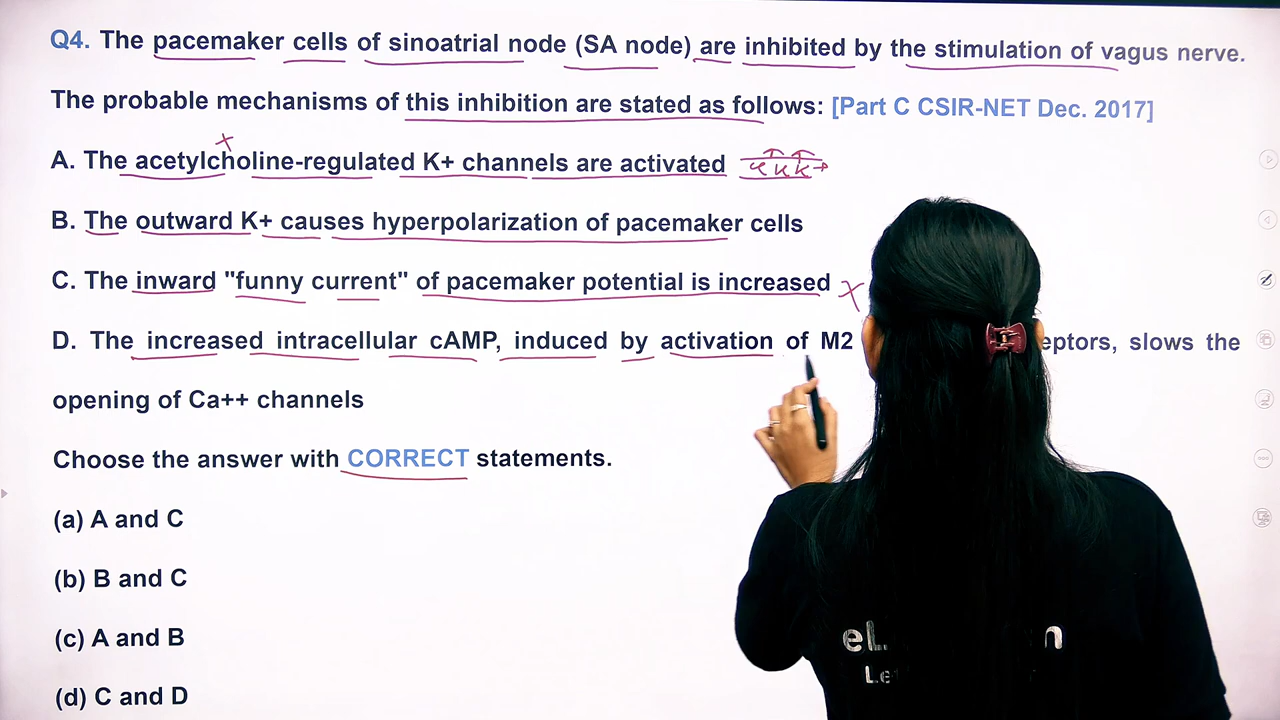 Q4. The pacemaker cells of sinoatrial node (SA node) are inhibited by the stimulation of vagus nerve.
The probable mechanisms of this inhibition are stated as follows: [Part C CSIR-NET Dec. 2017]
A. The acetylcholine-regulated K+ channels are activated
B. The outward K+ causes hyperpolarization of pacemaker cells
C. The inward "funny current" of pacemaker potential is increased
D. The increased intracellular cAMP, induced by activation of M2 eptors, slows the
opening of Ca++ channels
Choose the answer with CORRECT statements.
(a) A and C
(b) B and C
(c) A and B
(d) C and D
eL n
Le